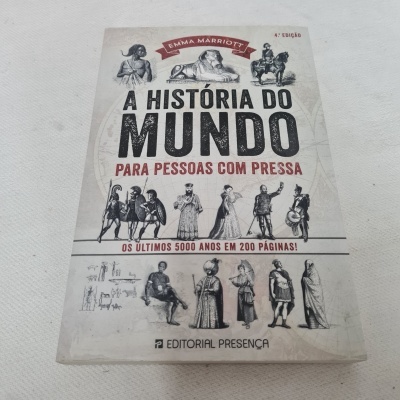 EMMA MARRIOTT
4.ª EDIÇÃO
A HISTÓRIA DO
MUNDO
PARA PESSOAS COM PRESSA
OS ÚLTIMOS 5000 ANOS EM 200 PÁGINAS!
EDITORIAL PRESENÇA